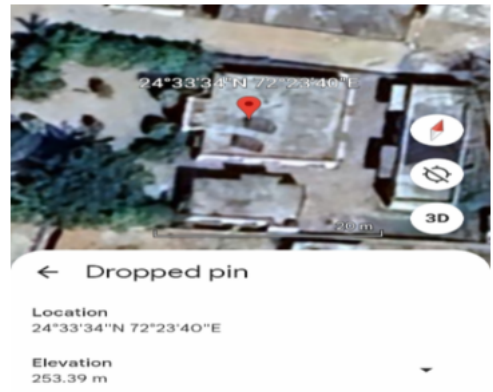 24°33'34"N 72°23'40"E
3D
20 m
Dropped pin
Location
24°33'34"N 72°23'40"E
Elevation
253.39 m